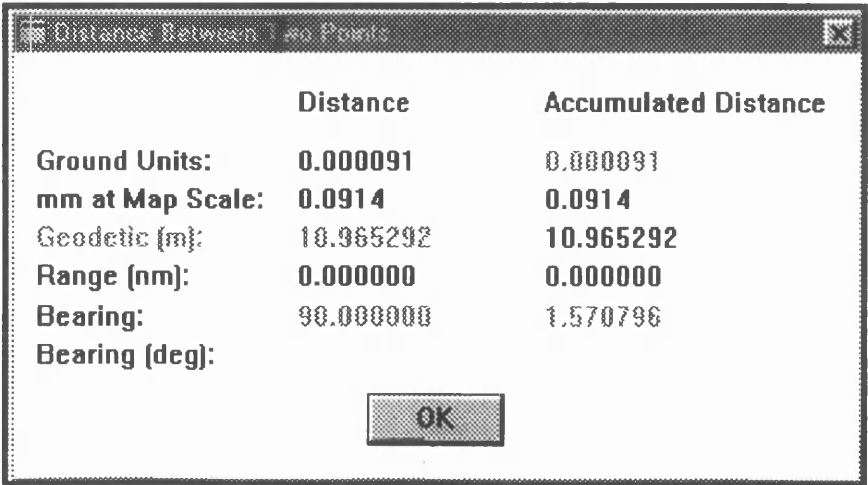 Distance Between Two Points
Distance Accumulated Distance
Ground Units: 0.000091 0.000091
mm at Map Scale: 0.0914 0.0914
Geodetic (m): 10.965292 10.965292
Range (nm): 0.000000 0.000000
Bearing: 90.000000 1.570796
Bearing (deg):
OK